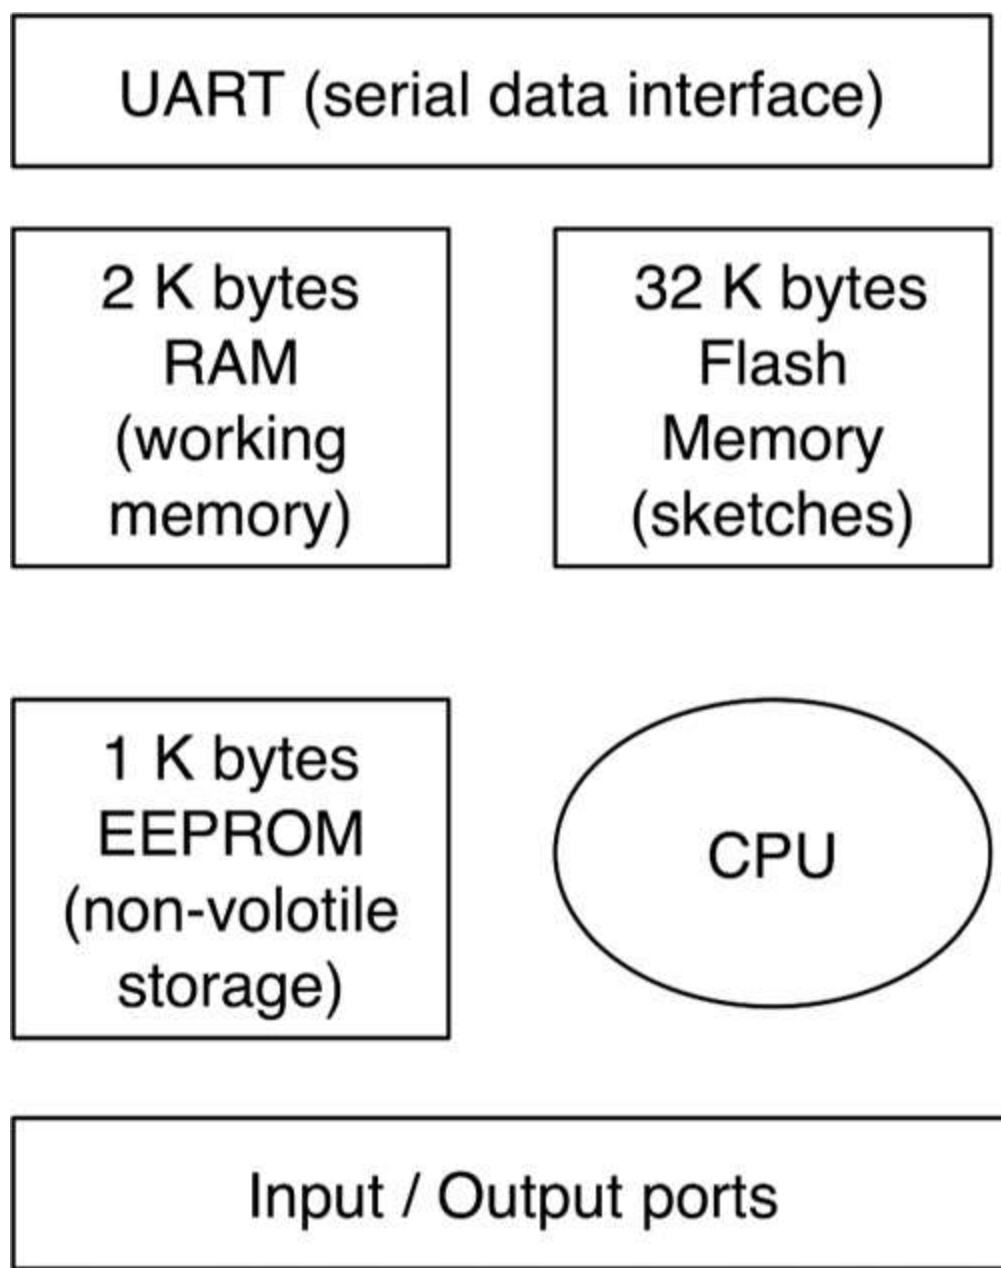 UART (serial data interface)
2 K bytes
RAM
(working
memory)
32 K bytes
Flash
Memory
(sketches)
1 K bytes
EEPROM
(non-volotile
storage)
CPU
Input / Output ports